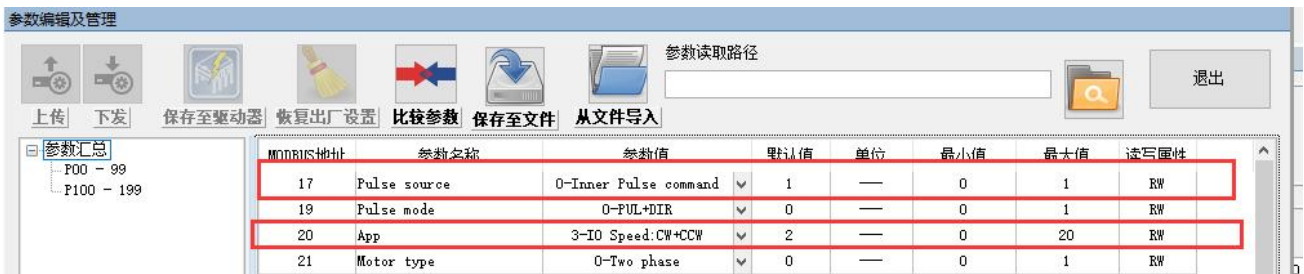 参数编辑及管理
参数读取路径
退出
上传 下发 保存至驱动器 恢复出厂设置 比较参数 保存至文件 从文件导入
参数汇总
P00 - 99
P100 - 199
MODBUS地址 参数名称 参数值 默认值 单位 最小值 最大值 读写属性
17 Pulse source 0-Inner Pulse command 1 — 0 1 RW
19 Pulse mode 0-PUL+DIR 0 — 0 1 RW
20 App 3-IO Speed:CW+CCW 2 — 0 20 RW
21 Motor type 0-Two phase 0 — 0 1 RW